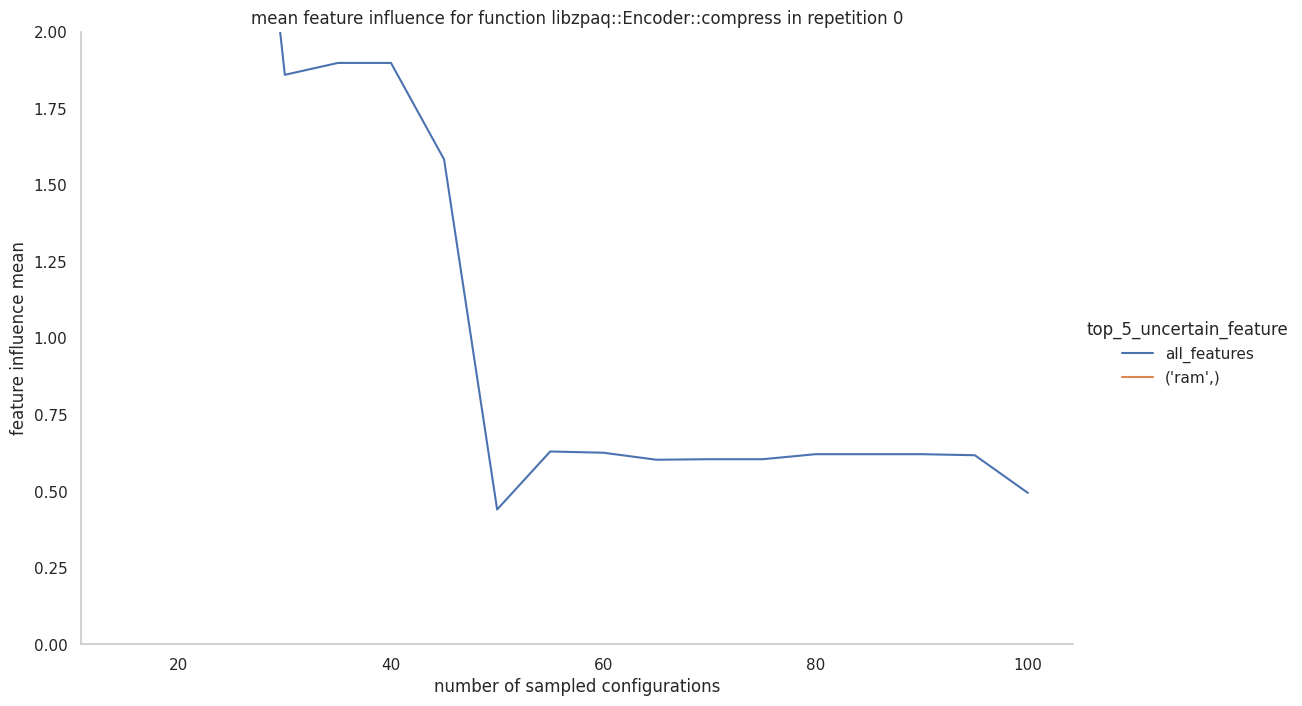 mean feature influence for function libzpaq::Encoder::compress in repetition 0
2.00
1.75
1.50
1.25
1.00
0.75
0.50
0.25
0.00
feature influence mean
20 40 60 80 100
number of sampled configurations
top_5_uncertain_feature
all_features
('ram',)